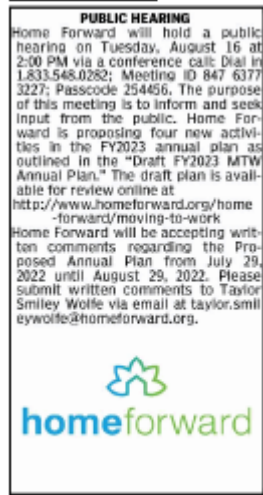 PUBLIC HEARING
Home Forward will hold a public
hearing on Tuesday, August 16 at
2:00 PM via a conference call: Dial in
1.833.548.0282; Meeting ID 847 6377
3227; Passcode 254456. The purpose
of this meeting is to inform and seek
input from the public. Home For-
ward is proposing four new activi-
ties in the FY2023 annual plan as
outlined in the "Draft FY2023 MTW
Annual Plan." The draft plan is avail-
able for review online at
http://www.homeforward.org/home
-forward/moving-to-work
Home Forward will be accepting writ-
ten comments regarding the Pro-
posed Annual Plan from July 29,
2022 until August 29, 2022. Please
submit written comments to Taylor
Smiley Wolfe via email at taylor.smil
eywolfe@homeforward.org.
homeforward